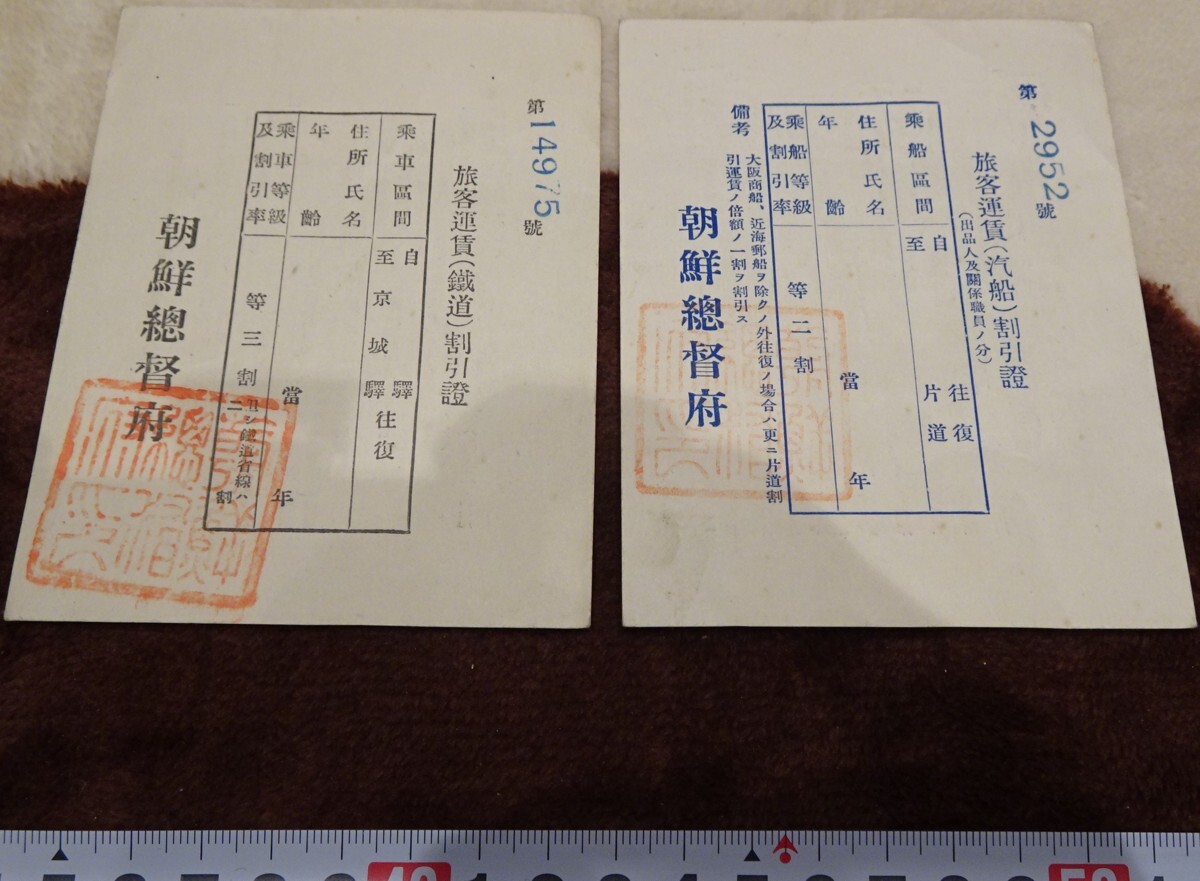 第14975號
旅客運賃(鐵道)割引證
乘車區間
自 驛
至 京城 驛
往復
住所氏名
年齡
當 年
乘車等級
及割引率
等三割
但シ鐵道省線ハ
二割
朝鮮總督府
第2952號
旅客運賃(汽船)割引證
(出品人及關係職員ノ分)
乘船區間
自
至
往復
片道
住所氏名
年齡
當 年
乘船等級
及割引率
等二割
備考
大阪商船、近海郵船ヲ除クノ外往復ノ場合ハ更ニ片道割
引運賃ノ倍額ノ一割ヲ割引ス
朝鮮總督府
40
50